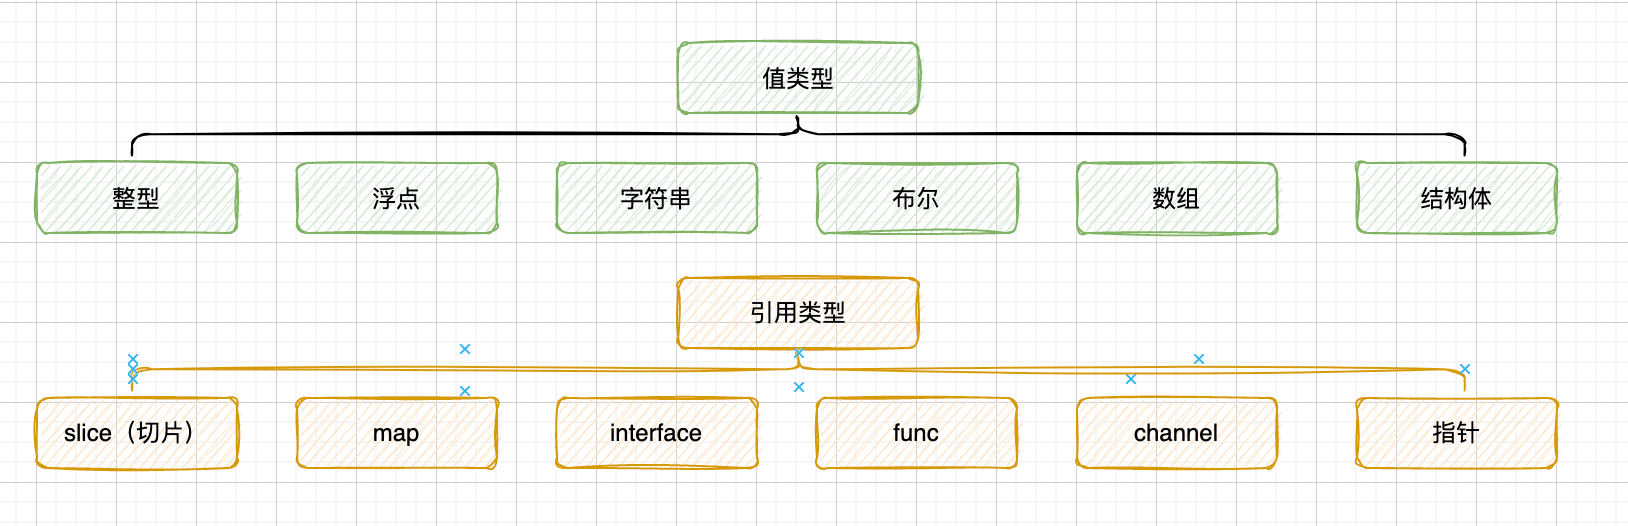 值类型
整型
浮点
字符串
布尔
数组
结构体
引用类型
slice（切片）
map
interface
func
channel
指针